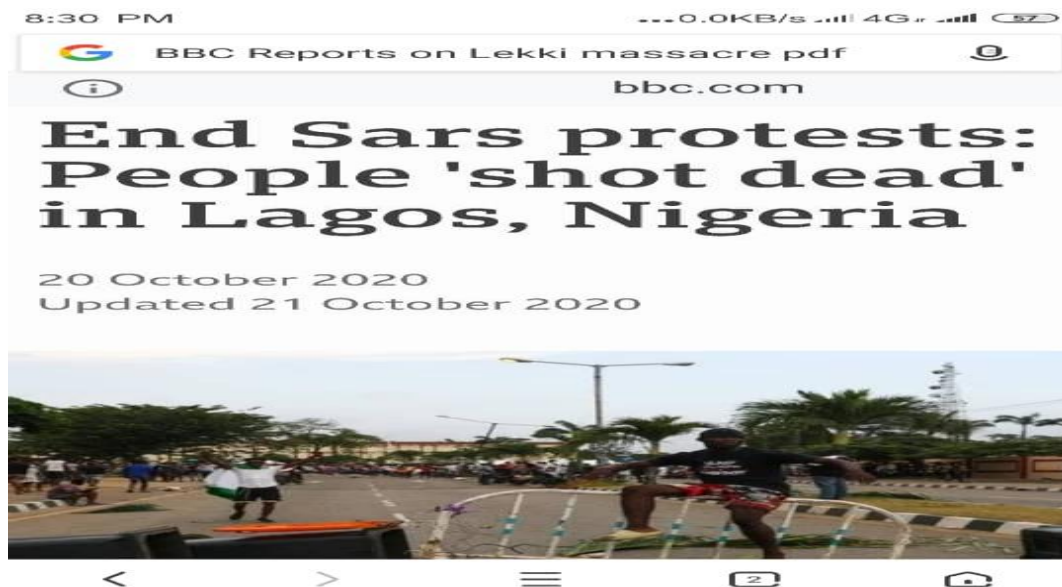 8:30 PM ...0.0KB/s 4G 57
BBC Reports on Lekki massacre pdf
bbc.com
End Sars protests:
People 'shot dead'
in Lagos, Nigeria
20 October 2020
Updated 21 October 2020
2